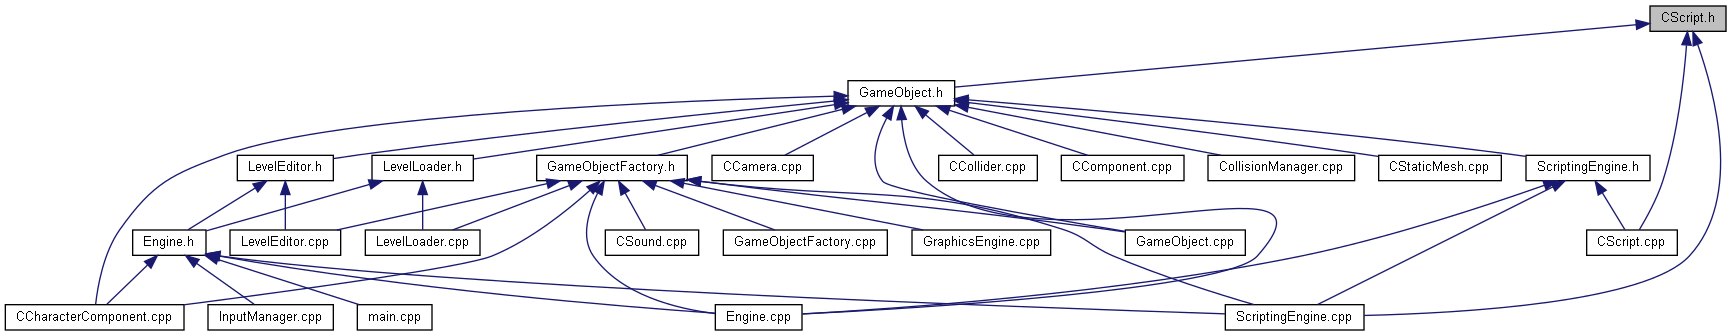 CScript.h
GameObject.h
LevelEditor.h
LevelLoader.h
GameObjectFactory.h
CCamera.cpp
CCollider.cpp
CComponent.cpp
CollisionManager.cpp
CStaticMesh.cpp
ScriptingEngine.h
Engine.h
LevelEditor.cpp
LevelLoader.cpp
CSound.cpp
GameObjectFactory.cpp
GraphicsEngine.cpp
GameObject.cpp
CScript.cpp
CCharacterComponent.cpp
InputManager.cpp
main.cpp
Engine.cpp
ScriptingEngine.cpp